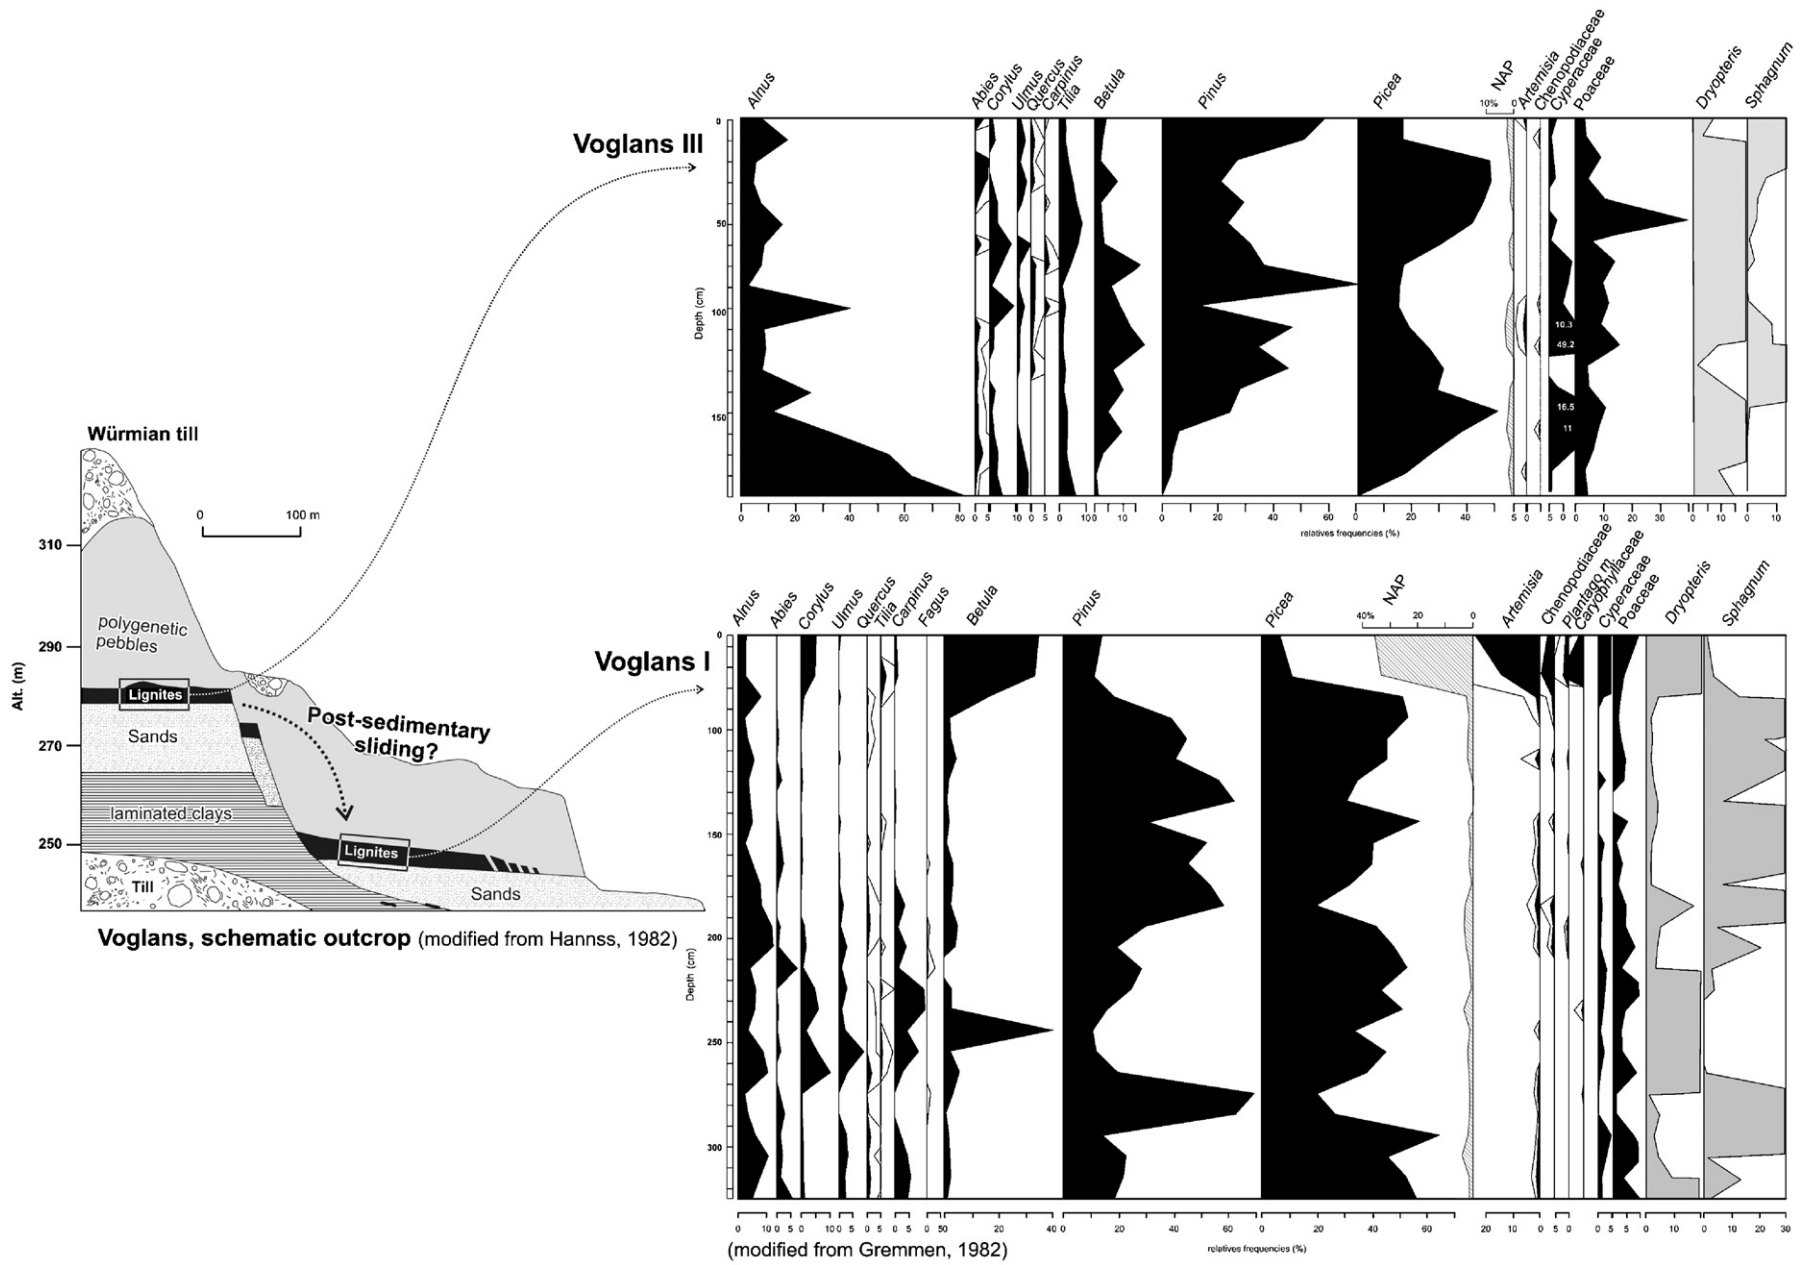 Alnus
Abies
Corylus
Ulmus
Quercus
Carpinus
Tilia
Betula
Pinus
Picea
NAP
10% 0
Artemisia
Chenopodiaceae
Cyperaceae
Poaceae
Dryopteris
Sphagnum
Voglans III
0
50
100
150
Depth (cm)
10.3
49.2
16.5
11
0 20 40 60 80 0 5 0 10 0 5 0 5 0 10 0 10 0 20 40 60 0 20 40 5 0 5 0 0 10 20 30 0 10 0 10
relatives frequencies (%)
Würmian till
0 100 m
310
290
270
250
Alt. (m)
polygenetic
pebbles
Lignites
Sands
Post-sedimentary
sliding?
laminated clays
Lignites
Till
Sands
Voglans, schematic outcrop (modified from Hannss, 1982)
Voglans I
Alnus
Abies
Corylus
Ulmus
Quercus
Tilia
Carpinus
Fagus
Betula
Pinus
Picea
NAP
40% 20 0
Artemisia
Chenopodiaceae
Plantago m.
Caryophyllaceae
Cyperaceae
Poaceae
Dryopteris
Sphagnum
0
100
150
200
250
300
Depth (cm)
0 10 0 5 0 10 0 5 0 5 0 5 0 50 40 0 20 40 60 0 20 40 60 20 10 0 5 0 0 5 5 0 10 20 0 10 20 30
relatives frequencies (%)
(modified from Gremmen, 1982)